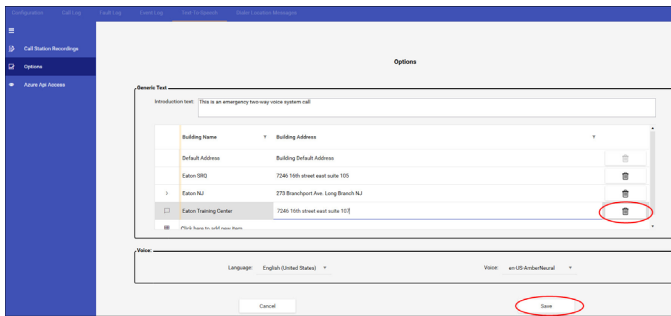 Configuration Call Log Fault Log Event Log Text To Speech Visible Location Messages
Call Station Recordings
Options
Azure Api Access
Options
Generic Text
Introduction text: This is an emergency two-way voice system call
Building Name Building Address
Default Address Building Default Address
Eaton SRQ 7246 16th street east suite 105
Eaton NJ 273 Branchport Ave. Long Branch NJ
Eaton Training Center 7246 16th street east suite 107
Click here to add new item
Voice:
Language: English (United States) Voice: en-US-AmberNeural
Cancel Save